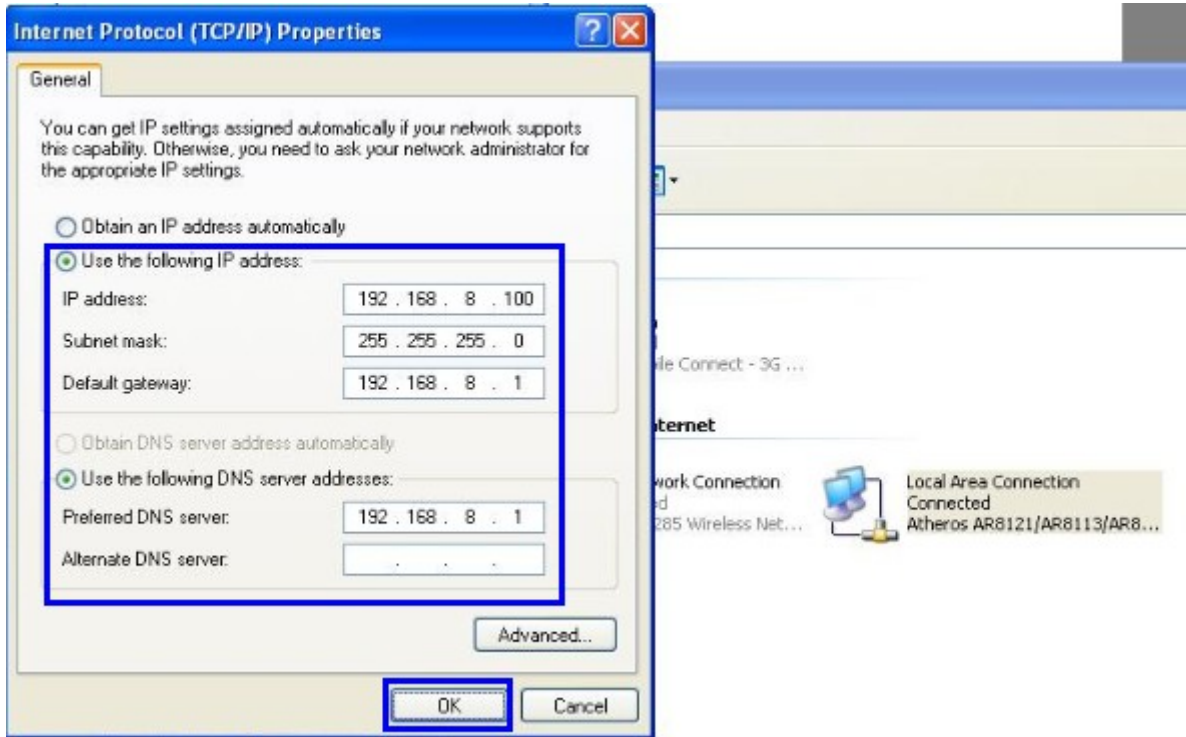 Internet Protocol (TCP/IP) Properties
General
You can get IP settings assigned automatically if your network supports
this capability. Otherwise, you need to ask your network administrator for
the appropriate IP settings.
Obtain an IP address automatically
Use the following IP address:
IP address: 192 . 168 . 8 . 100
Subnet mask: 255 . 255 . 255 . 0
Default gateway: 192 . 168 . 8 . 1
Obtain DNS server address automatically
Use the following DNS server addresses:
Preferred DNS server: 192 . 168 . 8 . 1
Alternate DNS server: . . .
Advanced...
OK Cancel
ile Connect - 3G ...
ternet
work Connection
285 Wireless Net...
Local Area Connection
Connected
Atheros AR8121/AR8113/AR8...